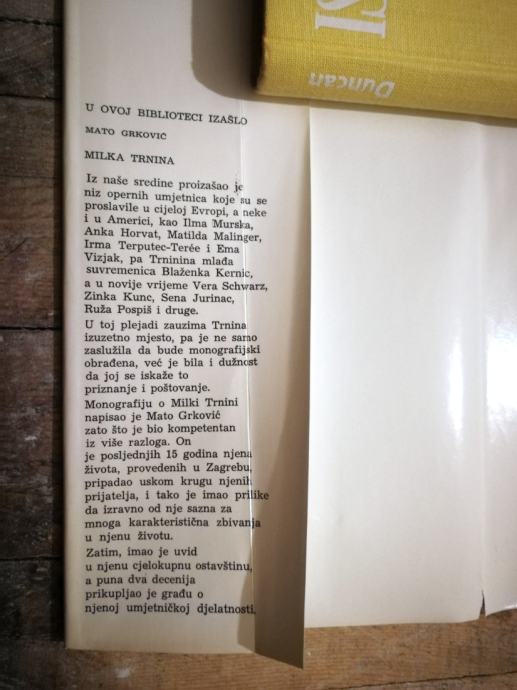 IS
Duncan
U OVOJ BIBLIOTECI IZAŠLO
MATO GRKOVIĆ
MILKA TRNINA
Iz naše sredine proizašao je
niz opernih umjetnica koje su se
proslavile u cijeloj Evropi, a neke
i u Americi, kao Ilma Murska,
Anka Horvat, Matilda Malinger,
Irma Terputec-Terée i Ema
Vizjak, pa Trninina mlađa
suvremenica Blaženka Kernic,
a u novije vrijeme Vera Schwarz,
Zinka Kunc, Sena Jurinac,
Ruža Pospiš i druge.
U toj plejadi zauzima Trnina
izuzetno mjesto, pa je ne samo
zaslužila da bude monografijski
obrađena, već je bila i dužnost
da joj se iskaže to
priznanje i poštovanje.
Monografiju o Milki Trnini
napisao je Mato Grković
zato što je bio kompetentan
iz više razloga. On
je posljednjih 15 godina njena
života, provedenih u Zagrebu,
pripadao uskom krugu njenih
prijatelja, i tako je imao prilike
da izravno od nje sazna za
mnoga karakteristična zbivanja
u njenu životu.
Zatim, imao je uvid
u njenu cjelokupnu ostavštinu,
a puna dva decenija
prikupljao je građu o
njenoj umjetničkoj djelatnosti.